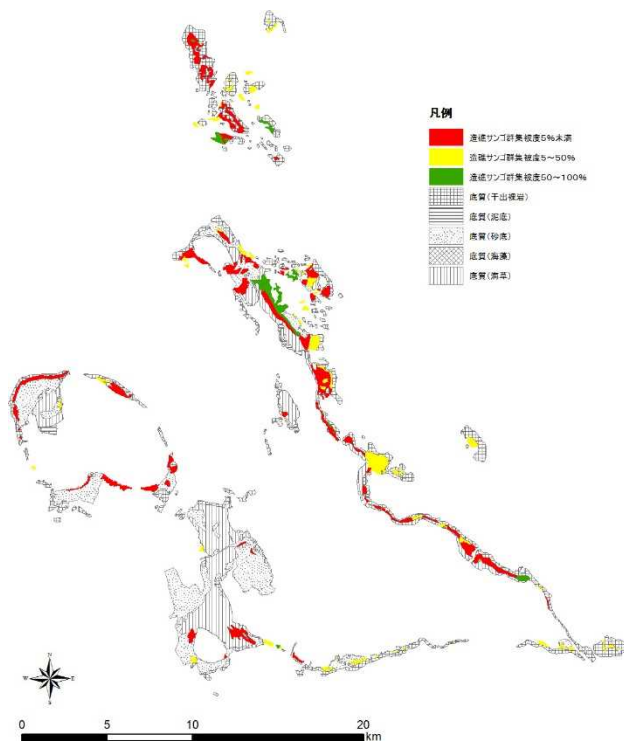 凡例
造礁サンゴ群集被度5%未満
造礁サンゴ群集被度5～50%
造礁サンゴ群集被度50～100%
底質(干出裸岩)
底質(泥底)
底質(砂底)
底質(海藻)
底質(海草)
N
W E
S
0 5 10 20
km